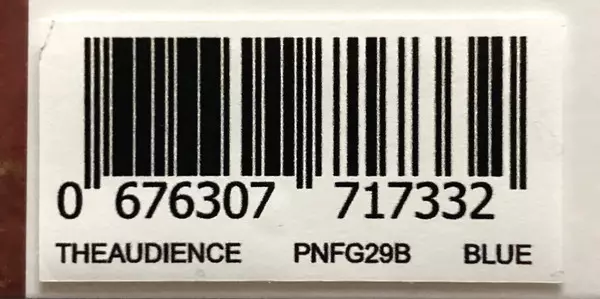 0 676307 717332
THEAUDIENCE PNFG29B BLUE